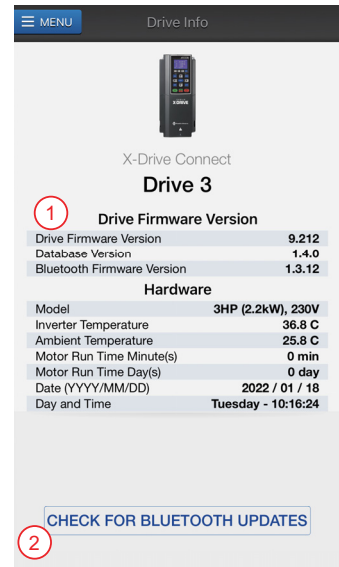 MENU
Drive Info
X-DRIVE
X-Drive Connect
Drive 3
1
Drive Firmware Version
Drive Firmware Version 9.212
Database Version 1.4.0
Bluetooth Firmware Version 1.3.12
Hardware
Model 3HP (2.2kW), 230V
Inverter Temperature 36.8 C
Ambient Temperature 25.8 C
Motor Run Time Minute(s) 0 min
Motor Run Time Day(s) 0 day
Date (YYYY/MM/DD) 2022 / 01 / 18
Day and Time Tuesday - 10:16:24
CHECK FOR BLUETOOTH UPDATES
2